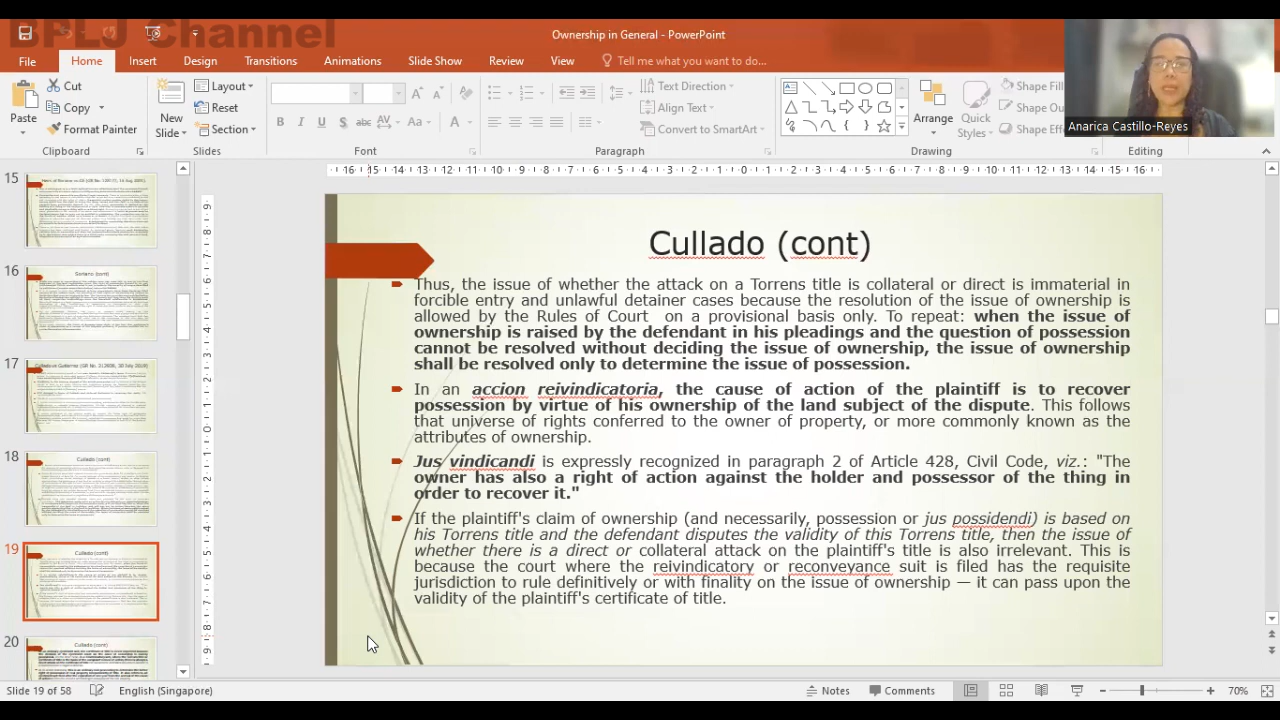 BPLJ Channel
Ownership in General - PowerPoint
File Home Insert Design Transitions Animations Slide Show Review View Tell me what you want to do...
Cut
Copy
Format Painter
Paste
Clipboard
New
Slide
Layout
Reset
Section
Slides
Font
Text Direction
Align Text
Convert to SmartArt
Paragraph
Arrange
Quick
Styles
Shape Fill
Shape Ou
Shape Effe
Drawing
Editing
Anarica Castillo-Reyes
15
16
17
18
19
20
Cullado (cont)
Thus, the issue of whether the attack on a
title is collateral or direct is immaterial in
forcible entry and unlawful detainer cases because the resolution of the issue of ownership is
allowed by the Rules of Court on a provisional basis only. To repeat: when the issue of
ownership is raised by the defendant in his pleadings and the question of possession
cannot be resolved without deciding the issue of ownership, the issue of ownership
shall be resolved only to determine the issue of possession.
In an accion reivindicatoria, the cause of action of the plaintiff is to recover
possession by virtue of his ownership of the land subject of the dispute. This follows
that universe of rights conferred to the owner of property, or more commonly known as the
attributes of ownership.
Jus vindicandi is expressly recognized in paragraph 2 of Article 428, Civil Code, viz.: "The
owner has also a right of action against the holder and possessor of the thing in
order to recover it."
If the plaintiff's claim of ownership (and necessarily, possession or jus possidendi) is based on
his Torrens title and the defendant disputes the validity of this Torrens title, then the issue of
whether there is a direct or collateral attack on the plaintiff's title is also irrelevant. This is
because the court where the reivindicatory or reconveyance suit is filed has the requisite
jurisdiction to rule definitively or with finality on the issue of ownership — it can pass upon the
validity of the plaintiff's certificate of title.
Slide 19 of 58 English (Singapore) Notes Comments 70%